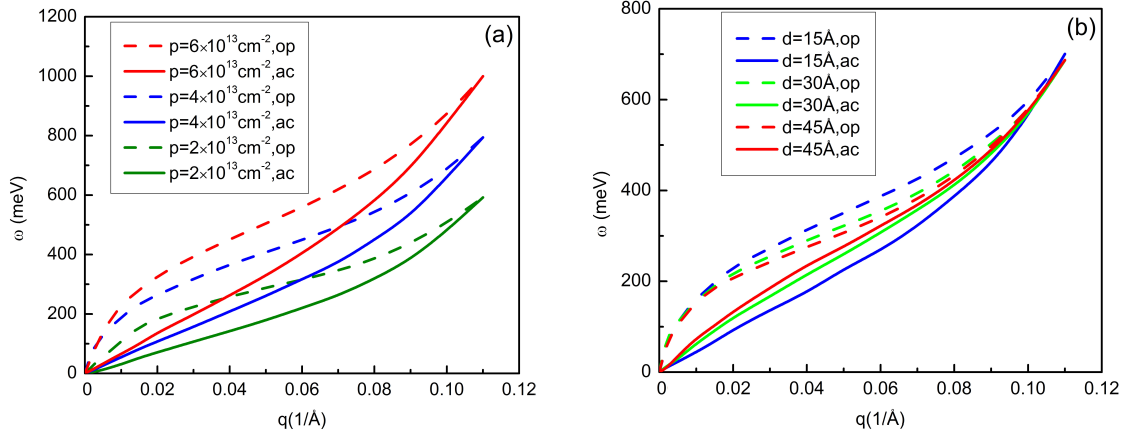 (a)
p=6×10¹³cm⁻²,op
p=6×10¹³cm⁻²,ac
p=4×10¹³cm⁻²,op
p=4×10¹³cm⁻²,ac
p=2×10¹³cm⁻²,op
p=2×10¹³cm⁻²,ac
1200
1000
800
600
400
200
0
ω (meV)
0 0.02 0.04 0.06 0.08 0.10 0.12
q(1/Å)
(b)
d=15Å,op
d=15Å,ac
d=30Å,op
d=30Å,ac
d=45Å,op
d=45Å,ac
800
600
400
200
0
ω (meV)
0 0.02 0.04 0.06 0.08 0.10 0.12
q(1/Å)